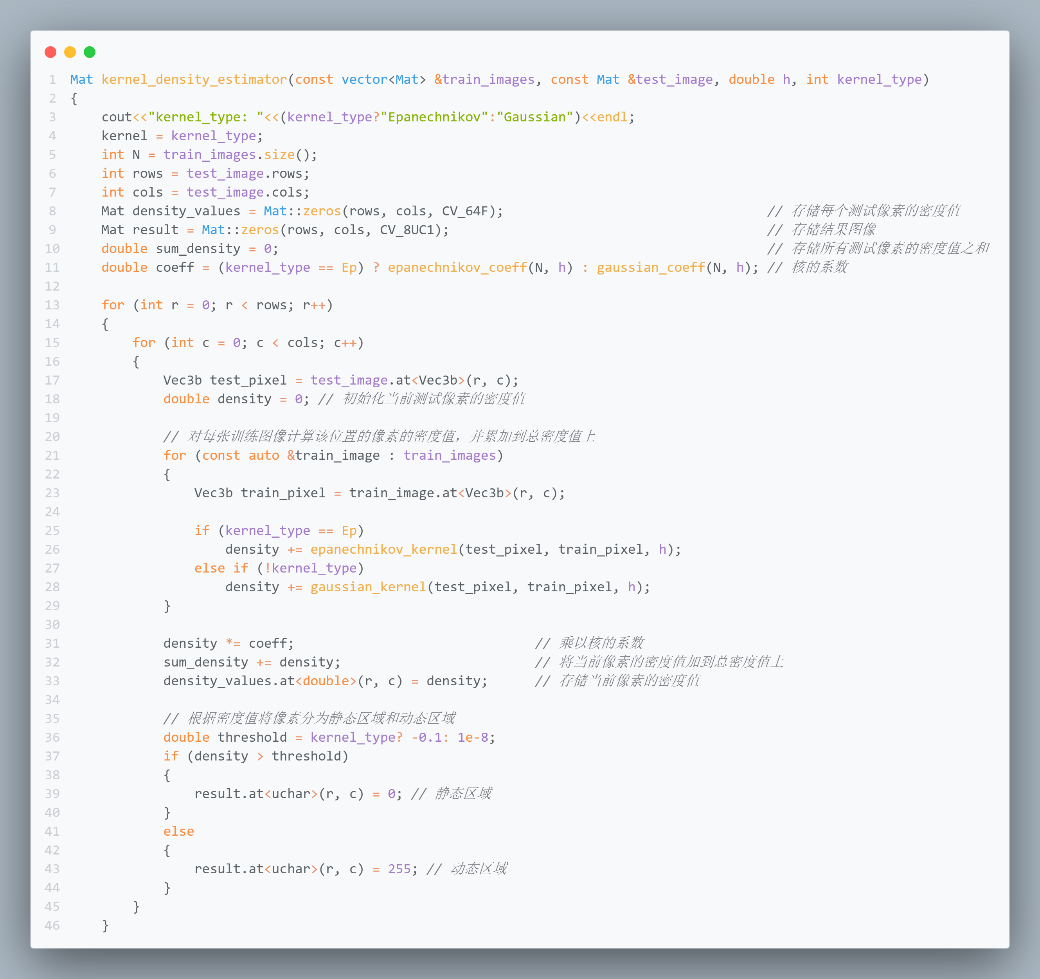 1 Mat kernel_density_estimator(const vector<Mat> &train_images, const Mat &test_image, double h, int kernel_type)
2 {
3     cout<<"kernel_type: "<<(kernel_type?"Epanechnikov":"Gaussian")<<endl;
4     kernel = kernel_type;
5     int N = train_images.size();
6     int rows = test_image.rows;
7     int cols = test_image.cols;
8     Mat density_values = Mat::zeros(rows, cols, CV_64F);                                  // 存储每个测试像素的密度值
9     Mat result = Mat::zeros(rows, cols, CV_8UC1);                                         // 存储结果图像
10     double sum_density = 0;                                                               // 存储所有测试像素的密度值之和
11     double coeff = (kernel_type == Ep) ? epanechnikov_coeff(N, h) : gaussian_coeff(N, h); // 核的系数
12
13     for (int r = 0; r < rows; r++)
14     {
15         for (int c = 0; c < cols; c++)
16         {
17             Vec3b test_pixel = test_image.at<Vec3b>(r, c);
18             double density = 0; // 初始化当前测试像素的密度值
19
20             // 对每张训练图像计算该位置的像素的密度值，并累加到总密度值上
21             for (const auto &train_image : train_images)
22             {
23                 Vec3b train_pixel = train_image.at<Vec3b>(r, c);
24
25                 if (kernel_type == Ep)
26                     density += epanechnikov_kernel(test_pixel, train_pixel, h);
27                 else if (!kernel_type)
28                     density += gaussian_kernel(test_pixel, train_pixel, h);
29             }
30
31             density *= coeff;                               // 乘以核的系数
32             sum_density += density;                         // 将当前像素的密度值加到总密度值上
33             density_values.at<double>(r, c) = density;      // 存储当前像素的密度值
34
35             // 根据密度值将像素分为静态区域和动态区域
36             double threshold = kernel_type? -0.1: 1e-8;
37             if (density > threshold)
38             {
39                 result.at<uchar>(r, c) = 0; // 静态区域
40             }
41             else
42             {
43                 result.at<uchar>(r, c) = 255; // 动态区域
44             }
45         }
46     }